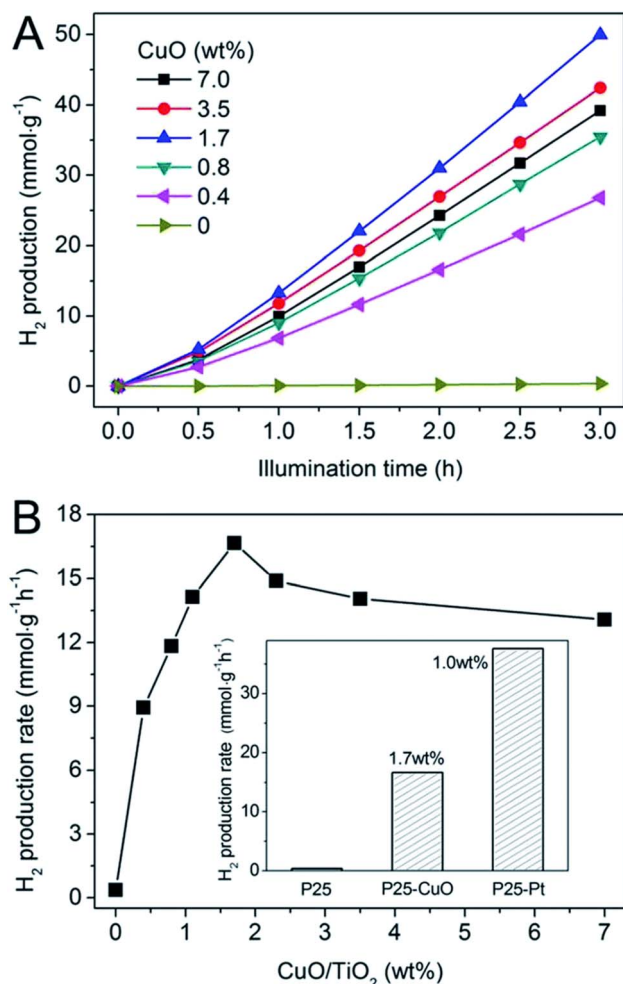 A
H₂ production (mmol·g⁻¹)
50
40
30
20
10
0
CuO (wt%)
7.0
3.5
1.7
0.8
0.4
0
0.0 0.5 1.0 1.5 2.0 2.5 3.0
Illumination time (h)
B
H₂ production rate (mmol·g⁻¹h⁻¹)
18
15
12
9
6
3
0
H₂ production rate (mmol·g⁻¹h⁻¹)
30
20
10
0
1.0wt%
1.7wt%
P25 P25-CuO P25-Pt
0 1 2 3 4 5 6 7
CuO/TiO₂ (wt%)